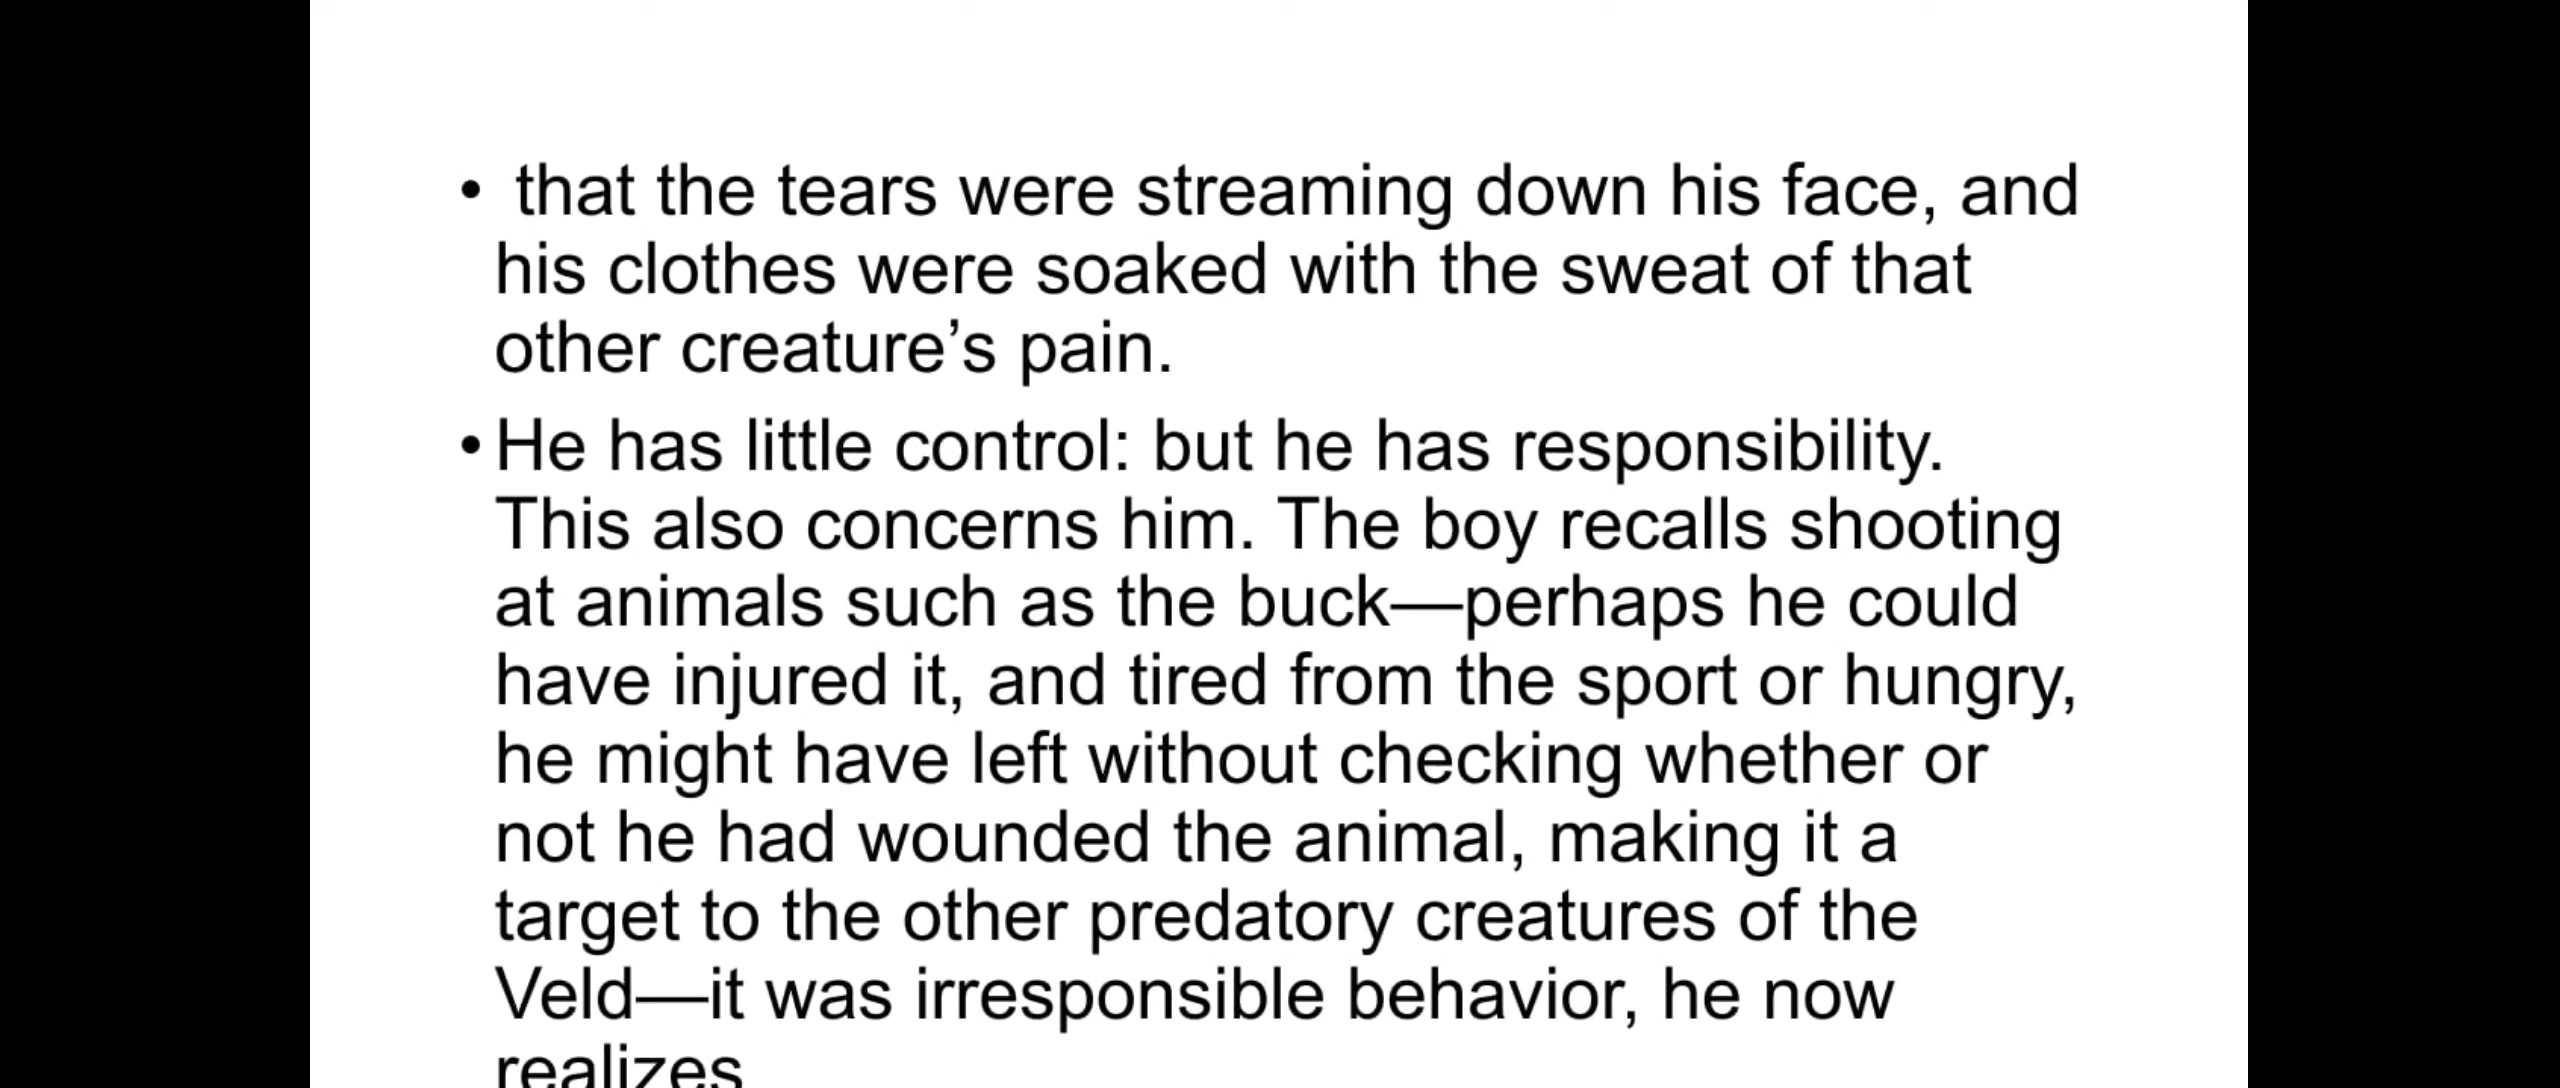 • that the tears were streaming down his face, and
his clothes were soaked with the sweat of that
other creature’s pain.
• He has little control: but he has responsibility.
This also concerns him. The boy recalls shooting
at animals such as the buck—perhaps he could
have injured it, and tired from the sport or hungry,
he might have left without checking whether or
not he had wounded the animal, making it a
target to the other predatory creatures of the
Veld—it was irresponsible behavior, he now
realizes